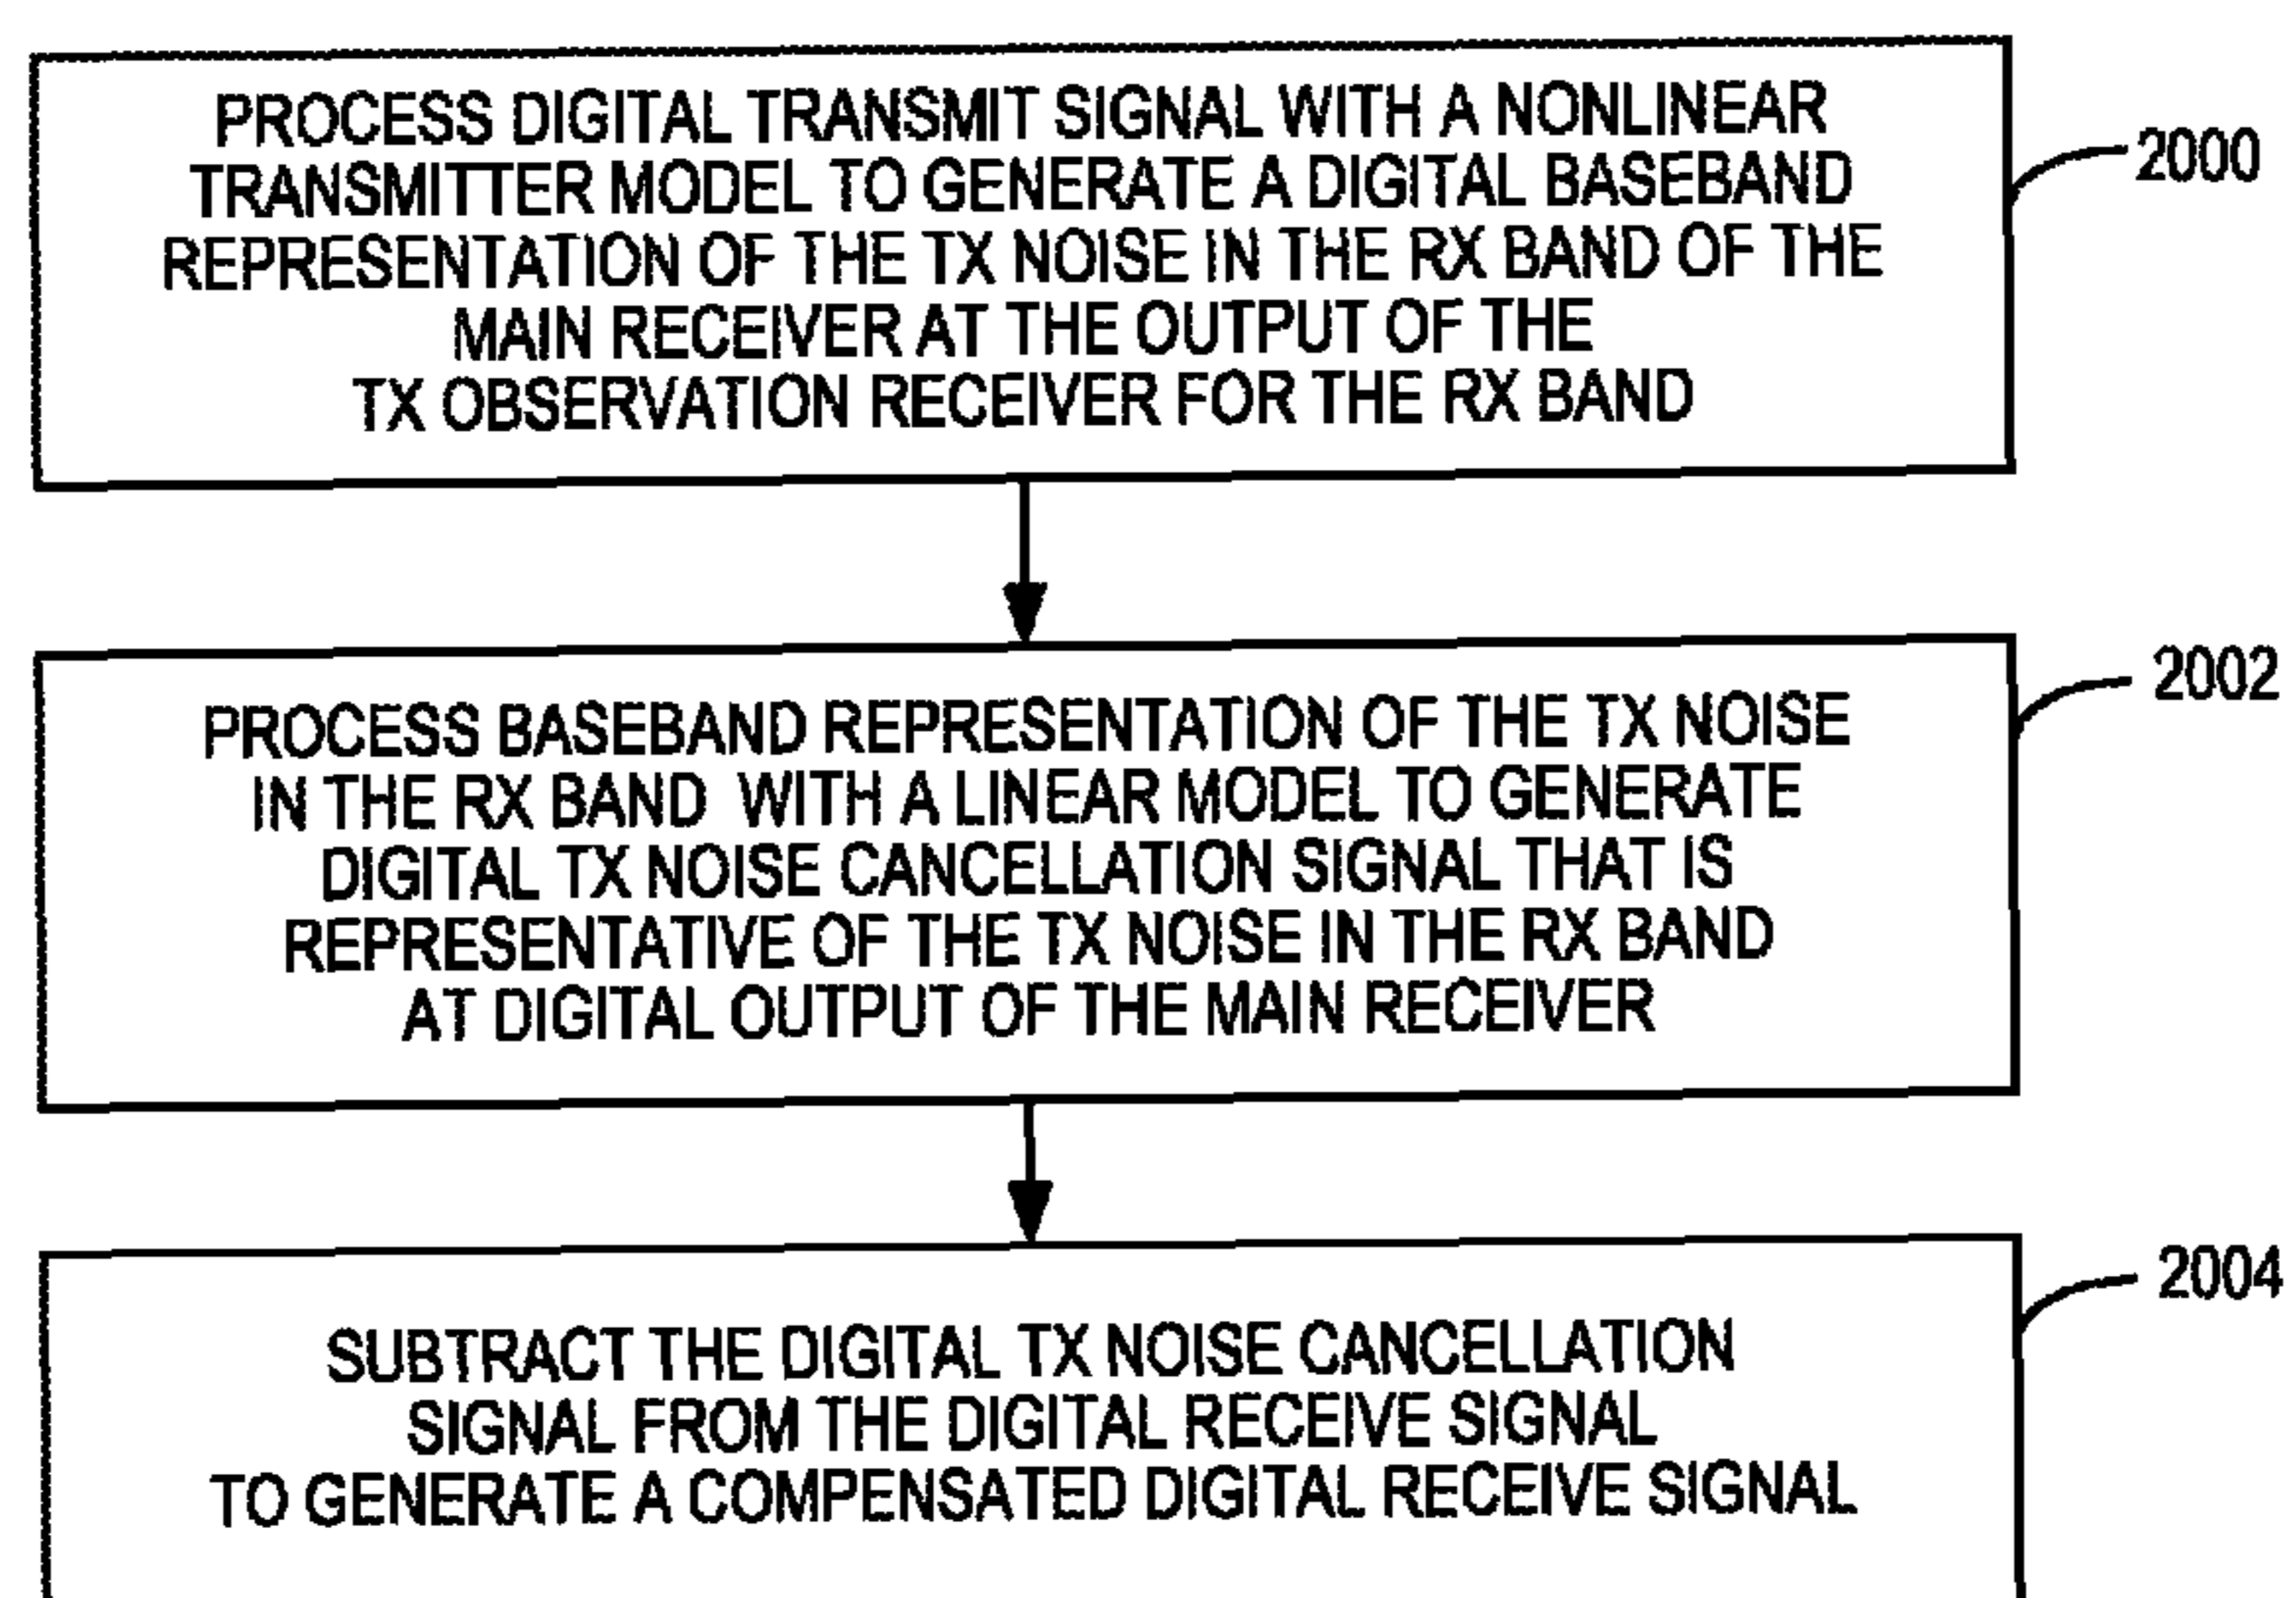 PROCESS DIGITAL TRANSMIT SIGNAL WITH A NONLINEAR
TRANSMITTER MODEL TO GENERATE A DIGITAL BASEBAND
REPRESENTATION OF THE TX NOISE IN THE RX BAND OF THE
MAIN RECEIVER AT THE OUTPUT OF THE
TX OBSERVATION RECEIVER FOR THE RX BAND
2000
PROCESS BASEBAND REPRESENTATION OF THE TX NOISE
IN THE RX BAND WITH A LINEAR MODEL TO GENERATE
DIGITAL TX NOISE CANCELLATION SIGNAL THAT IS
REPRESENTATIVE OF THE TX NOISE IN THE RX BAND
AT DIGITAL OUTPUT OF THE MAIN RECEIVER
2002
SUBTRACT THE DIGITAL TX NOISE CANCELLATION
SIGNAL FROM THE DIGITAL RECEIVE SIGNAL
TO GENERATE A COMPENSATED DIGITAL RECEIVE SIGNAL
2004